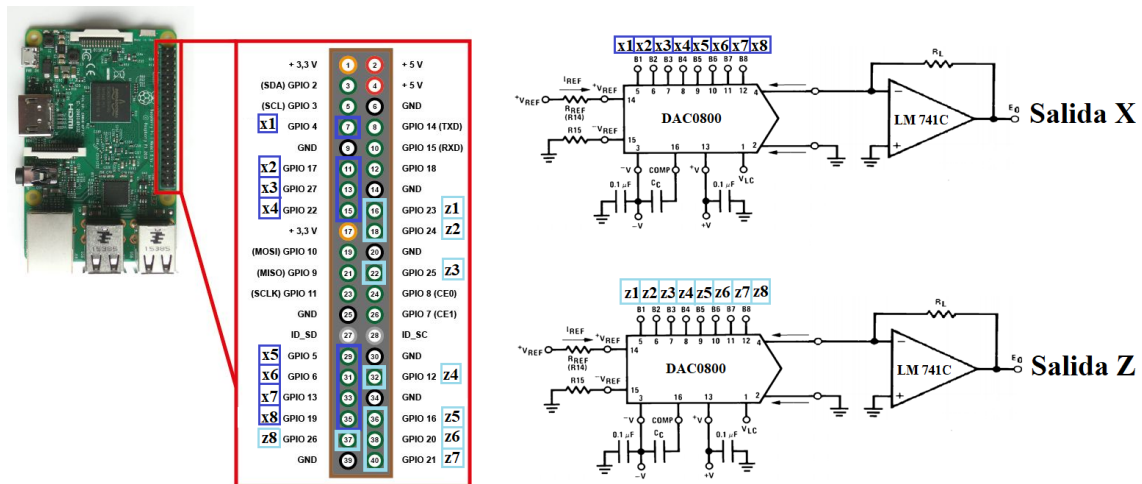 + 3,3 V 1 2 + 5 V
(SDA) GPIO 2 3 4 + 5 V
(SCL) GPIO 3 5 6 GND
x1 GPIO 4 7 8 GPIO 14 (TXD)
GND 9 10 GPIO 15 (RXD)
x2 GPIO 17 11 12 GPIO 18
x3 GPIO 27 13 14 GND
x4 GPIO 22 15 16 GPIO 23 z1
+ 3,3 V 17 18 GPIO 24 z2
(MOSI) GPIO 10 19 20 GND
(MISO) GPIO 9 21 22 GPIO 25 z3
(SCLK) GPIO 11 23 24 GPIO 8 (CE0)
GND 25 26 GPIO 7 (CE1)
ID_SD 27 28 ID_SC
x5 GPIO 5 29 30 GND
x6 GPIO 6 31 32 GPIO 12 z4
x7 GPIO 13 33 34 GND
x8 GPIO 19 35 36 GPIO 16 z5
z8 GPIO 26 37 38 GPIO 20 z6
GND 39 40 GPIO 21 z7
x1 x2 x3 x4 x5 x6 x7 x8
B1 B2 B3 B4 B5 B6 B7 B8
5 6 7 8 9 10 11 12
IREF
+VREF
RREF
(R14)
+VREF
14
4
DAC0800
R15
−VREF
15
2
3 16 13 1
−V COMP +V
VLC
0.1 μF CC 0.1 μF
−V +V
RL
−
+
LM 741C
EO
Salida X
z1 z2 z3 z4 z5 z6 z7 z8
B1 B2 B3 B4 B5 B6 B7 B8
5 6 7 8 9 10 11 12
IREF
+VREF
RREF
(R14)
+VREF
14
4
DAC0800
R15
−VREF
15
2
3 16 13 1
−V COMP +V
VLC
0.1 μF CC 0.1 μF
−V +V
RL
−
+
LM 741C
EO
Salida Z